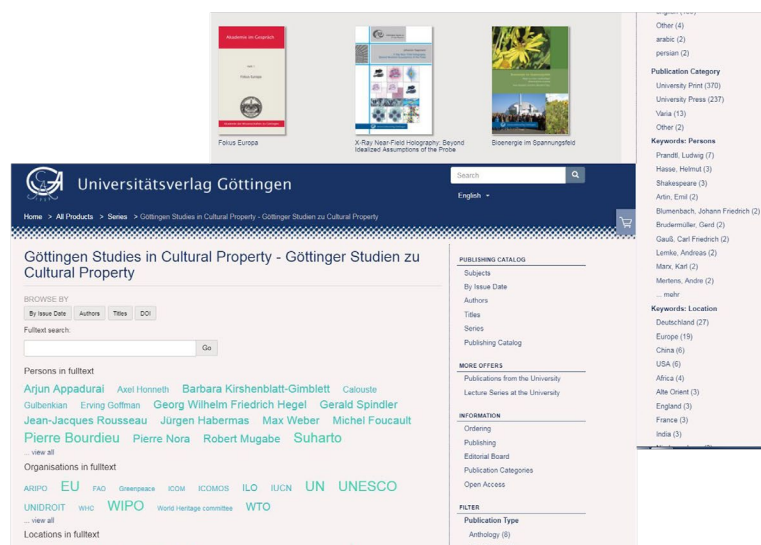 Other (4)
arabic (2)
persian (2)
Publication Category
University Print (370)
University Press (237)
Varia (13)
Other (2)
Keywords: Persons
Prandtl, Ludwig (7)
Hasse, Helmut (3)
Shakespeare (3)
Artin, Emil (2)
Blumenbach, Johann Friedrich (2)
Brudermüller, Gerd (2)
Gauß, Carl Friedrich (2)
Lemke, Andreas (2)
Marx, Karl (2)
Mertens, Andre (2)
... mehr
Keywords: Location
Deutschland (27)
Europe (19)
China (6)
USA (6)
Africa (4)
Alte Orient (3)
England (3)
France (3)
India (3)
Akademie im Gespräch
Fokus Europa
Fokus Europa
X-Ray Near-Field Holography: Beyond
Idealized Assumptions of the Probe
Bioenergie im Spannungsfeld
Universitätsverlag Göttingen
Search
English
Home > All Products > Series > Göttingen Studies in Cultural Property - Göttinger Studien zu Cultural Property
Göttingen Studies in Cultural Property - Göttinger Studien zu
Cultural Property
BROWSE BY
By Issue Date Authors Titles DOI
Fulltext search:
Go
Persons in fulltext
Arjun Appadurai Axel Honneth Barbara Kirshenblatt-Gimblett Calouste
Gulbenkian Erving Goffman Georg Wilhelm Friedrich Hegel Gerald Spindler
Jean-Jacques Rousseau Jürgen Habermas Max Weber Michel Foucault
Pierre Bourdieu Pierre Nora Robert Mugabe Suharto
... view all
Organisations in fulltext
ARIPO EU FAO Greenpeace ICOM ICOMOS ILO IUCN UN UNESCO
UNIDROIT WHC WIPO World Heritage committee WTO
... view all
Locations in fulltext
PUBLISHING CATALOG
Subjects
By Issue Date
Authors
Titles
Series
Publishing Catalog
MORE OFFERS
Publications from the University
Lecture Series at the University
INFORMATION
Ordering
Publishing
Editorial Board
Publication Categories
Open Access
FILTER
Publication Type
Anthology (8)